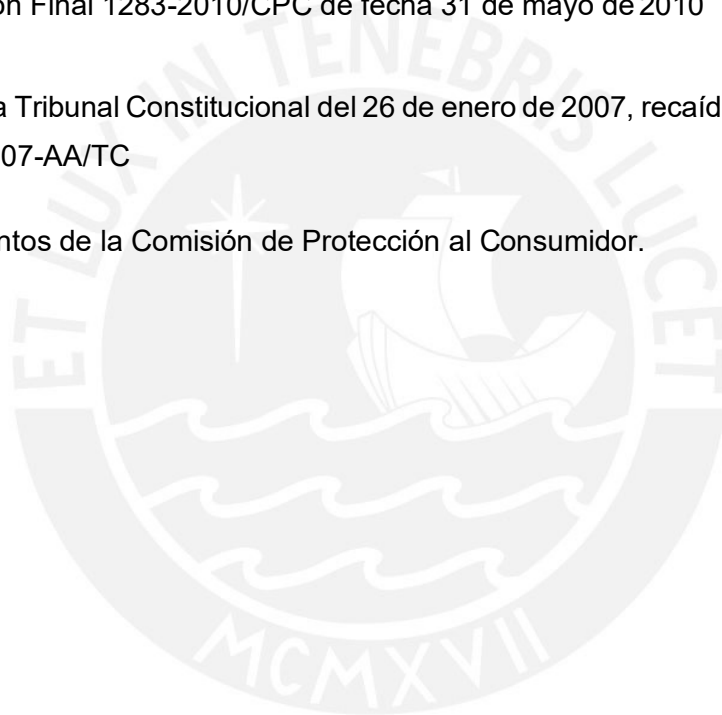 ón Final 1283-2010/CPC de fecha 31 de mayo de 2010
a Tribunal Constitucional del 26 de enero de 2007, recaíd
07-AA/TC
ntos de la Comisión de Protección al Consumidor.
ET LUX IN TENEBRIS LUCET
MCMXVII